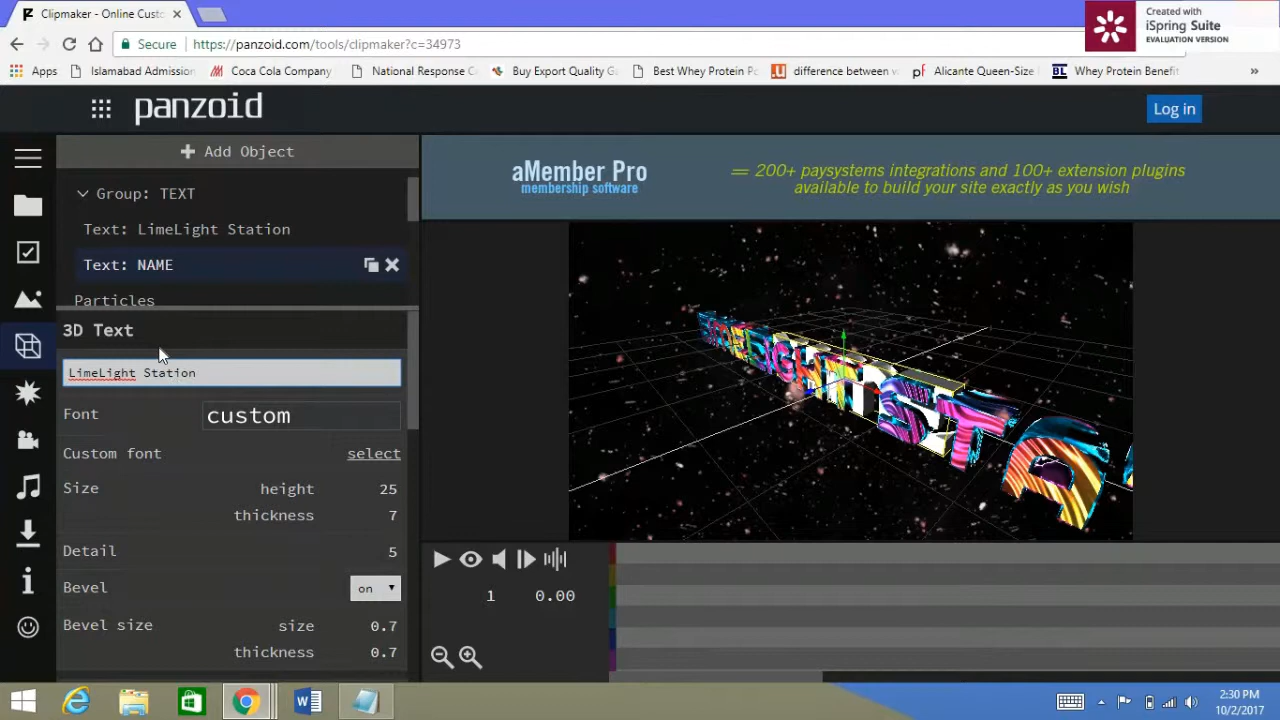 Clipmaker - Online Custo
Created with
iSpring Suite
EVALUATION VERSION
Secure
https://panzoid.com/tools/clipmaker?c=34973
Apps
Islamabad Admission
Coca Cola Company
National Response C
Buy Export Quality Ga
Best Whey Protein Po
difference between v
Alicante Queen-Size
Whey Protein Benefit
»
panzoid
Log in
Add Object
aMember Pro
membership software
== 200+ paysystems integrations and 100+ extension plugins
available to build your site exactly as you wish
Group: TEXT
Text: LimeLight Station
Text: NAME
Particles
3D Text
LimeLight Station
Font custom
Custom font select
Size height 25
thickness 7
Detail 5
Bevel on
Bevel size size 0.7
thickness 0.7
1 0.00
2:30 PM
10/2/2017